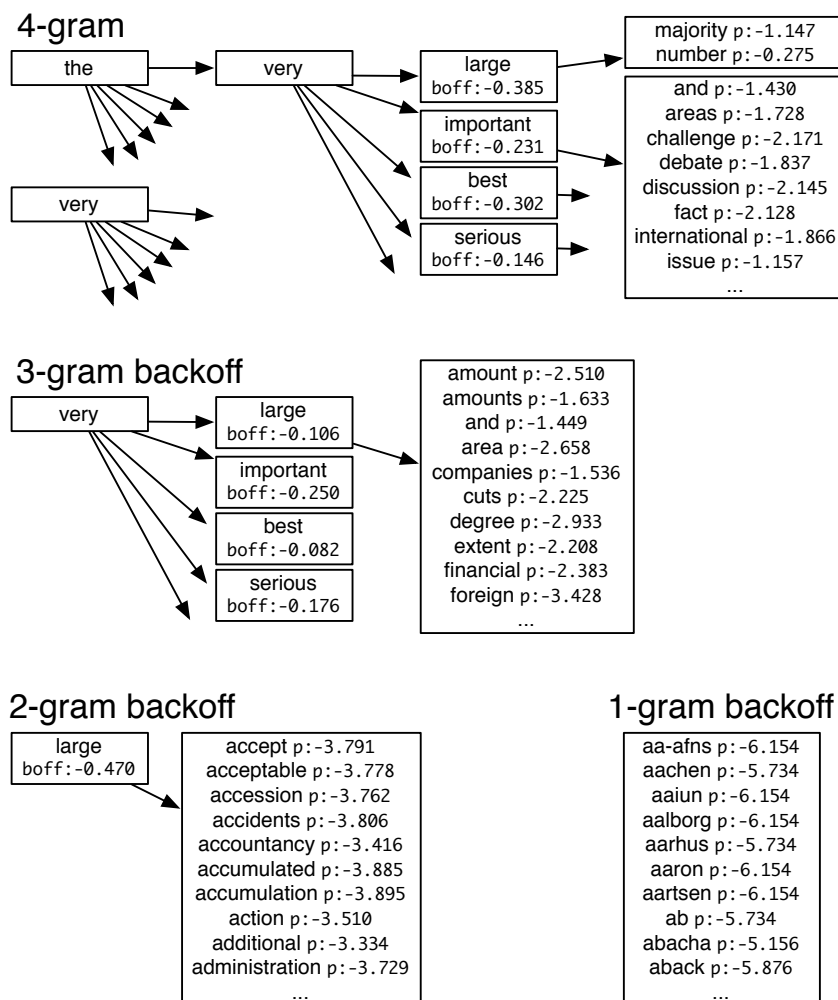 4-gram
the
very
large
boff:-0.385
important
boff:-0.231
best
boff:-0.302
serious
boff:-0.146
majority p:-1.147
number p:-0.275
and p:-1.430
areas p:-1.728
challenge p:-2.171
debate p:-1.837
discussion p:-2.145
fact p:-2.128
international p:-1.866
issue p:-1.157
...
very
3-gram backoff
very
large
boff:-0.106
important
boff:-0.250
best
boff:-0.082
serious
boff:-0.176
amount p:-2.510
amounts p:-1.633
and p:-1.449
area p:-2.658
companies p:-1.536
cuts p:-2.225
degree p:-2.933
extent p:-2.208
financial p:-2.383
foreign p:-3.428
...
2-gram backoff
large
boff:-0.470
accept p:-3.791
acceptable p:-3.778
accession p:-3.762
accidents p:-3.806
accountancy p:-3.416
accumulated p:-3.885
accumulation p:-3.895
action p:-3.510
additional p:-3.334
administration p:-3.729
...
1-gram backoff
aa-afns p:-6.154
aachen p:-5.734
aaiun p:-6.154
aalborg p:-6.154
aarhus p:-5.734
aaron p:-6.154
aartsen p:-6.154
ab p:-5.734
abacha p:-5.156
aback p:-5.876
...